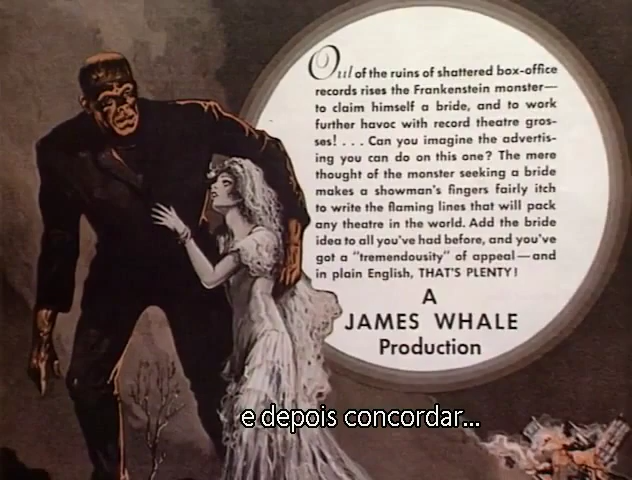 Out of the ruins of shattered box-office
records rises the Frankenstein monster—
to claim himself a bride, and to work
further havoc with record theatre gros-
ses! . . . Can you imagine the advertis-
ing you can do on this one? The mere
thought of the monster seeking a bride
makes a showman's fingers fairly itch
to write the flaming lines that will pack
any theatre in the world. Add the bride
idea to all you've had before, and you've
got a "tremendousity" of appeal—and
in plain English, THAT'S PLENTY!
A
JAMES WHALE
Production
e depois concordar...